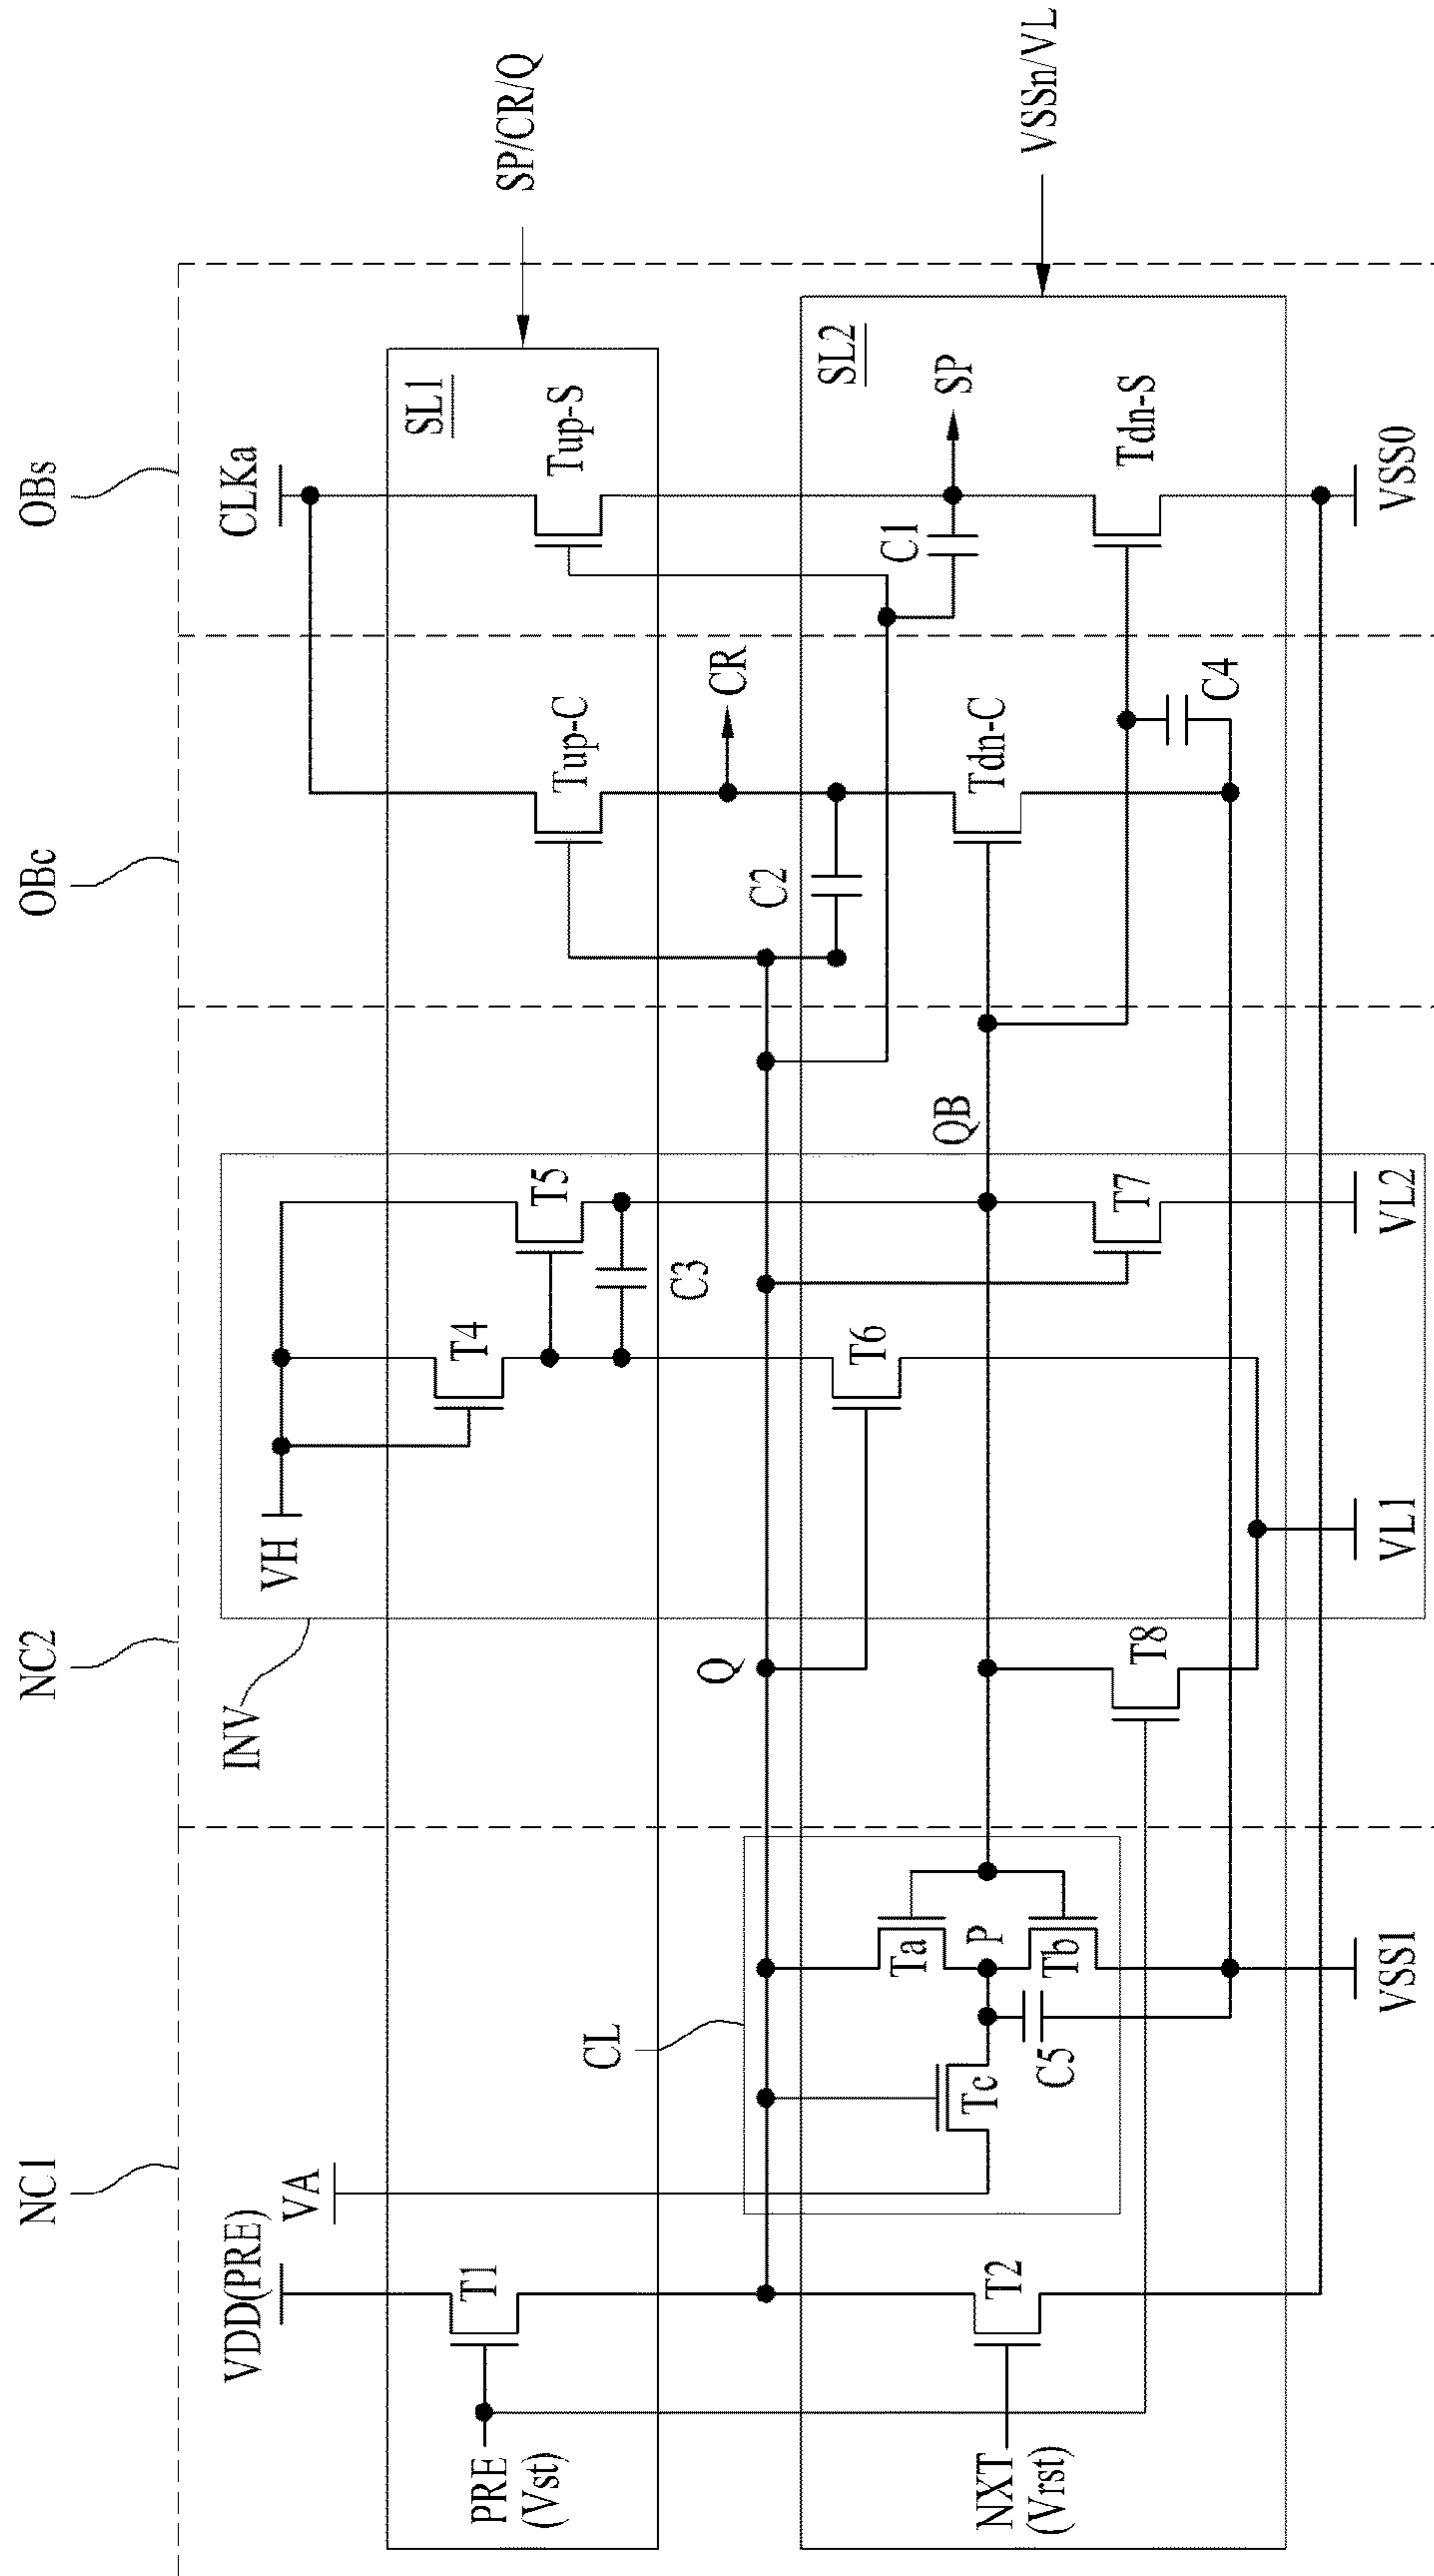 NC1
NC2
OBc
OBs
VDD(PRE)
VA
INV
VH
CLKa
SL1
SP/CR/Q
PRE
(Vst)
T1
T4
T5
Tup-C
Tup-S
CL
C3
Q
CR
C2
SL2
VSSn/VL
Ta
T6
C1
SP
P
QB
Tc
Tb
C5
NXT
(Vrst)
T2
T8
T7
Tdn-C
Tdn-S
C4
VSS1
VL1
VL2
VSS0